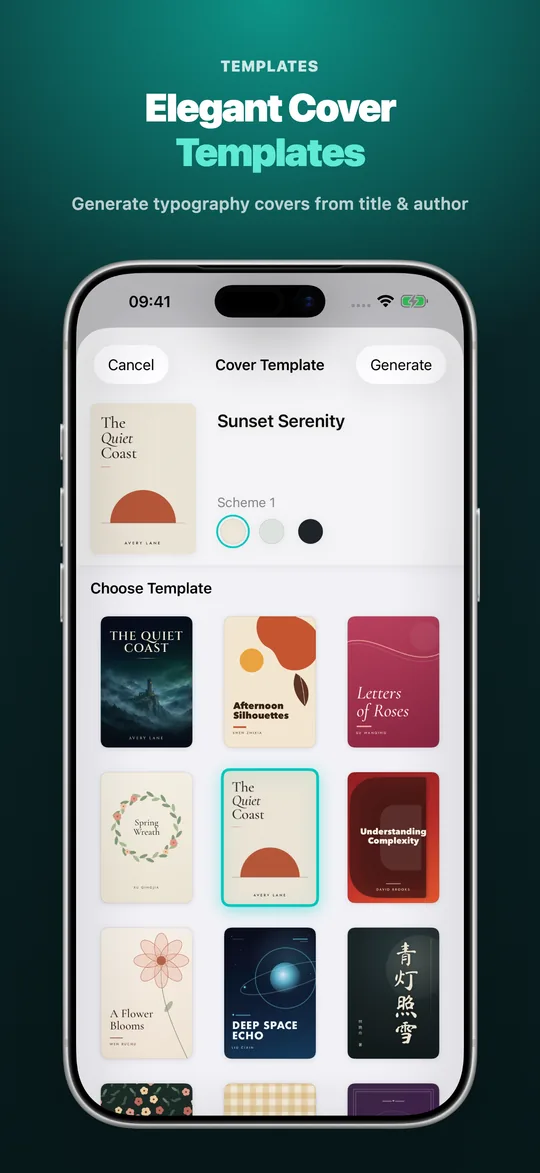 TEMPLATES
Elegant Cover
Templates
Generate typography covers from title & author
09:41
Cancel
Cover Template
Generate
The
Quiet
Coast
AVERY LANE
Sunset Serenity
Scheme 1
Choose Template
THE QUIET
COAST
AVERY LANE
Afternoon
Silhouettes
Letters
of Roses
Spring
Wreath
The
Quiet
Coast
AVERY LANE
Understanding
Complexity
DAVID BROOKS
A Flower
Blooms
DEEP SPACE
ECHO
青
灯
照
雪